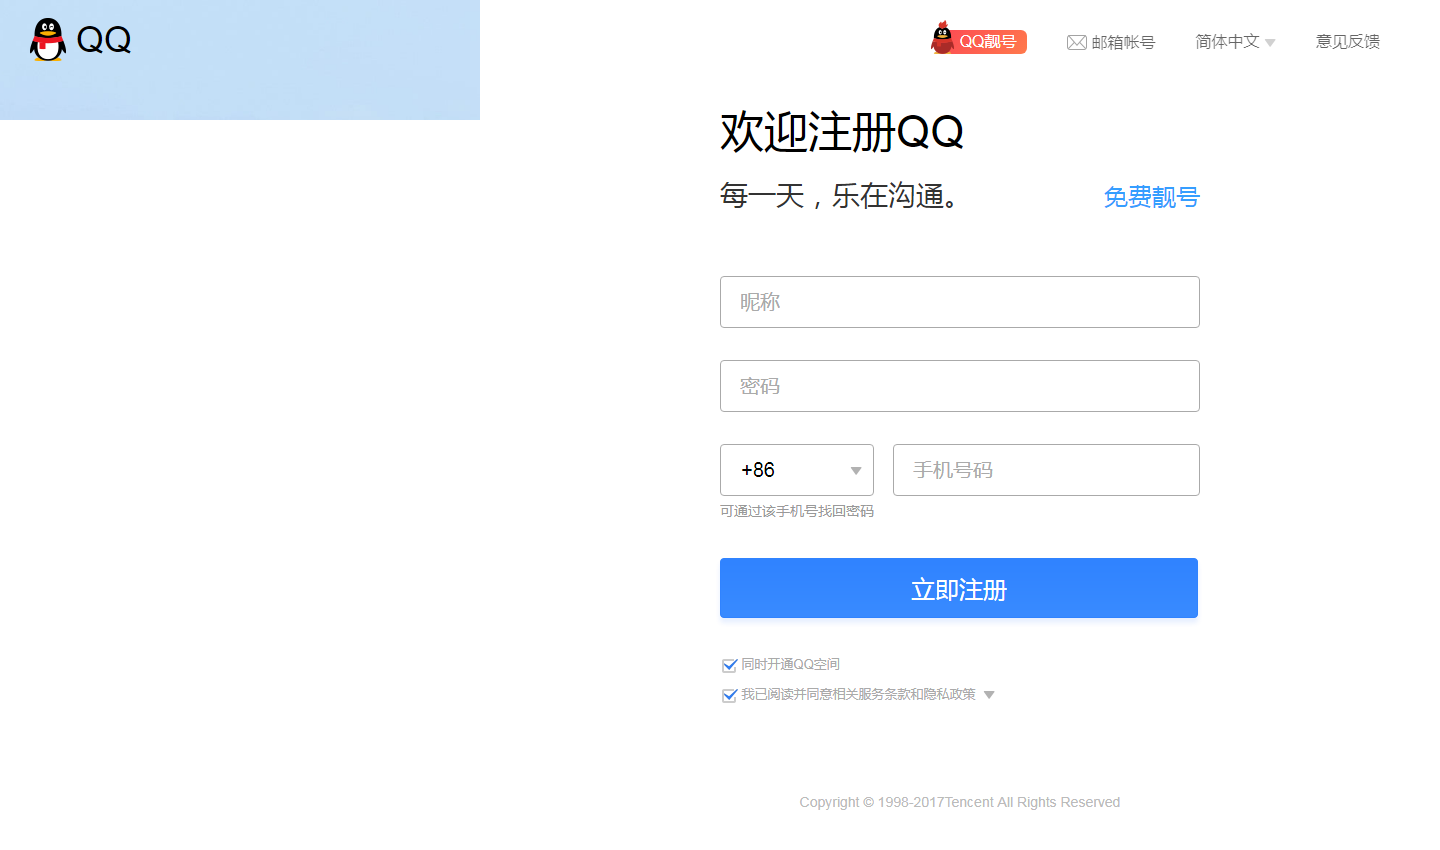 QQ
QQ靓号 邮箱帐号 简体中文 意见反馈
欢迎注册QQ
每一天，乐在沟通。 免费靓号
昵称
密码
+86 手机号码
可通过该手机号找回密码
立即注册
同时开通QQ空间
我已阅读并同意相关服务条款和隐私政策
Copyright © 1998-2017Tencent All Rights Reserved